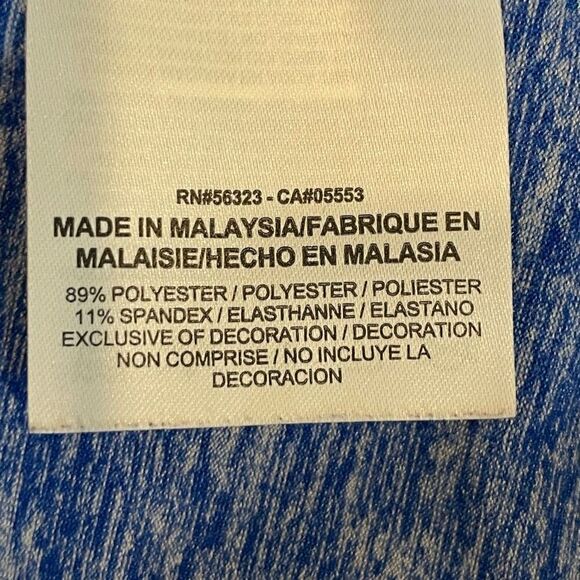 RN#56323 - CA#05553
MADE IN MALAYSIA/FABRIQUE EN
MALAISIE/HECHO EN MALASIA
89% POLYESTER / POLYESTER / POLIESTER
11% SPANDEX / ELASTHANNE / ELASTANO
EXCLUSIVE OF DECORATION / DECORATION
NON COMPRISE / NO INCLUYE LA
DECORACION